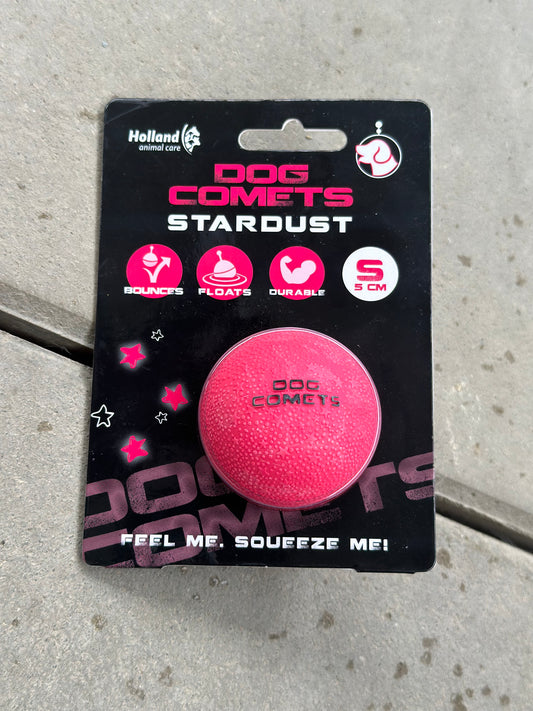 Holland
animal care
DOG
COMETS
STARDUST
BOUNCES
FLOATS
DURABLE
S
5 CM
DOG
COMETs
DOG
COMETS
FEEL ME, SQUEEZE ME!